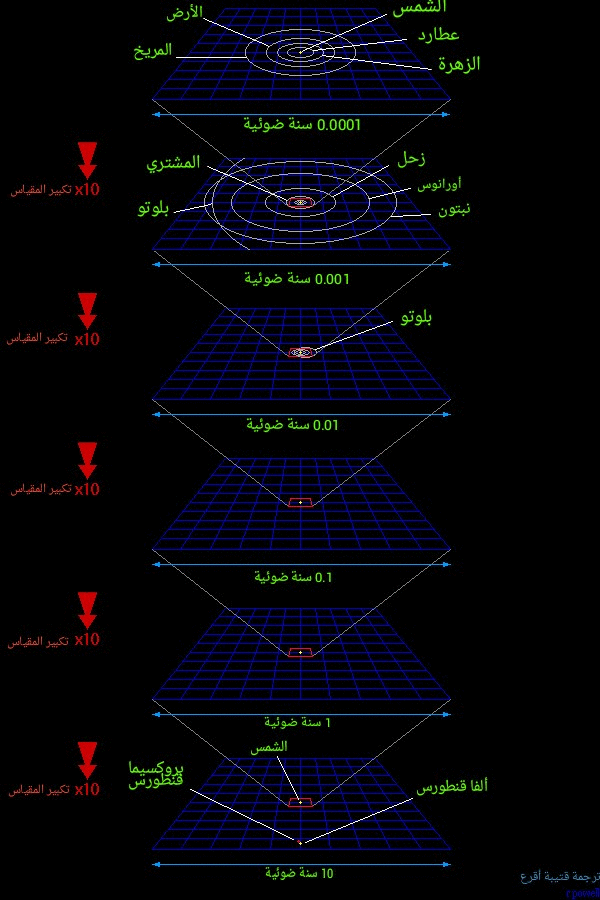 الشمس
الأرض
عطارد
المريخ
الزهرة
0.0001 سنة ضوئية
زحل
المشتري
x10 تكبير المقياس
أورانوس
بلوتو
نبتون
0.001 سنة ضوئية
بلوتو
x10 تكبير المقياس
0.01 سنة ضوئية
x10 تكبير المقياس
0.1 سنة ضوئية
x10 تكبير المقياس
1 سنة ضوئية
الشمس
بروكسيما
قنطورس
x10 تكبير المقياس
ألفا قنطورس
10 سنة ضوئية
ترجمة قتيبة أقرع